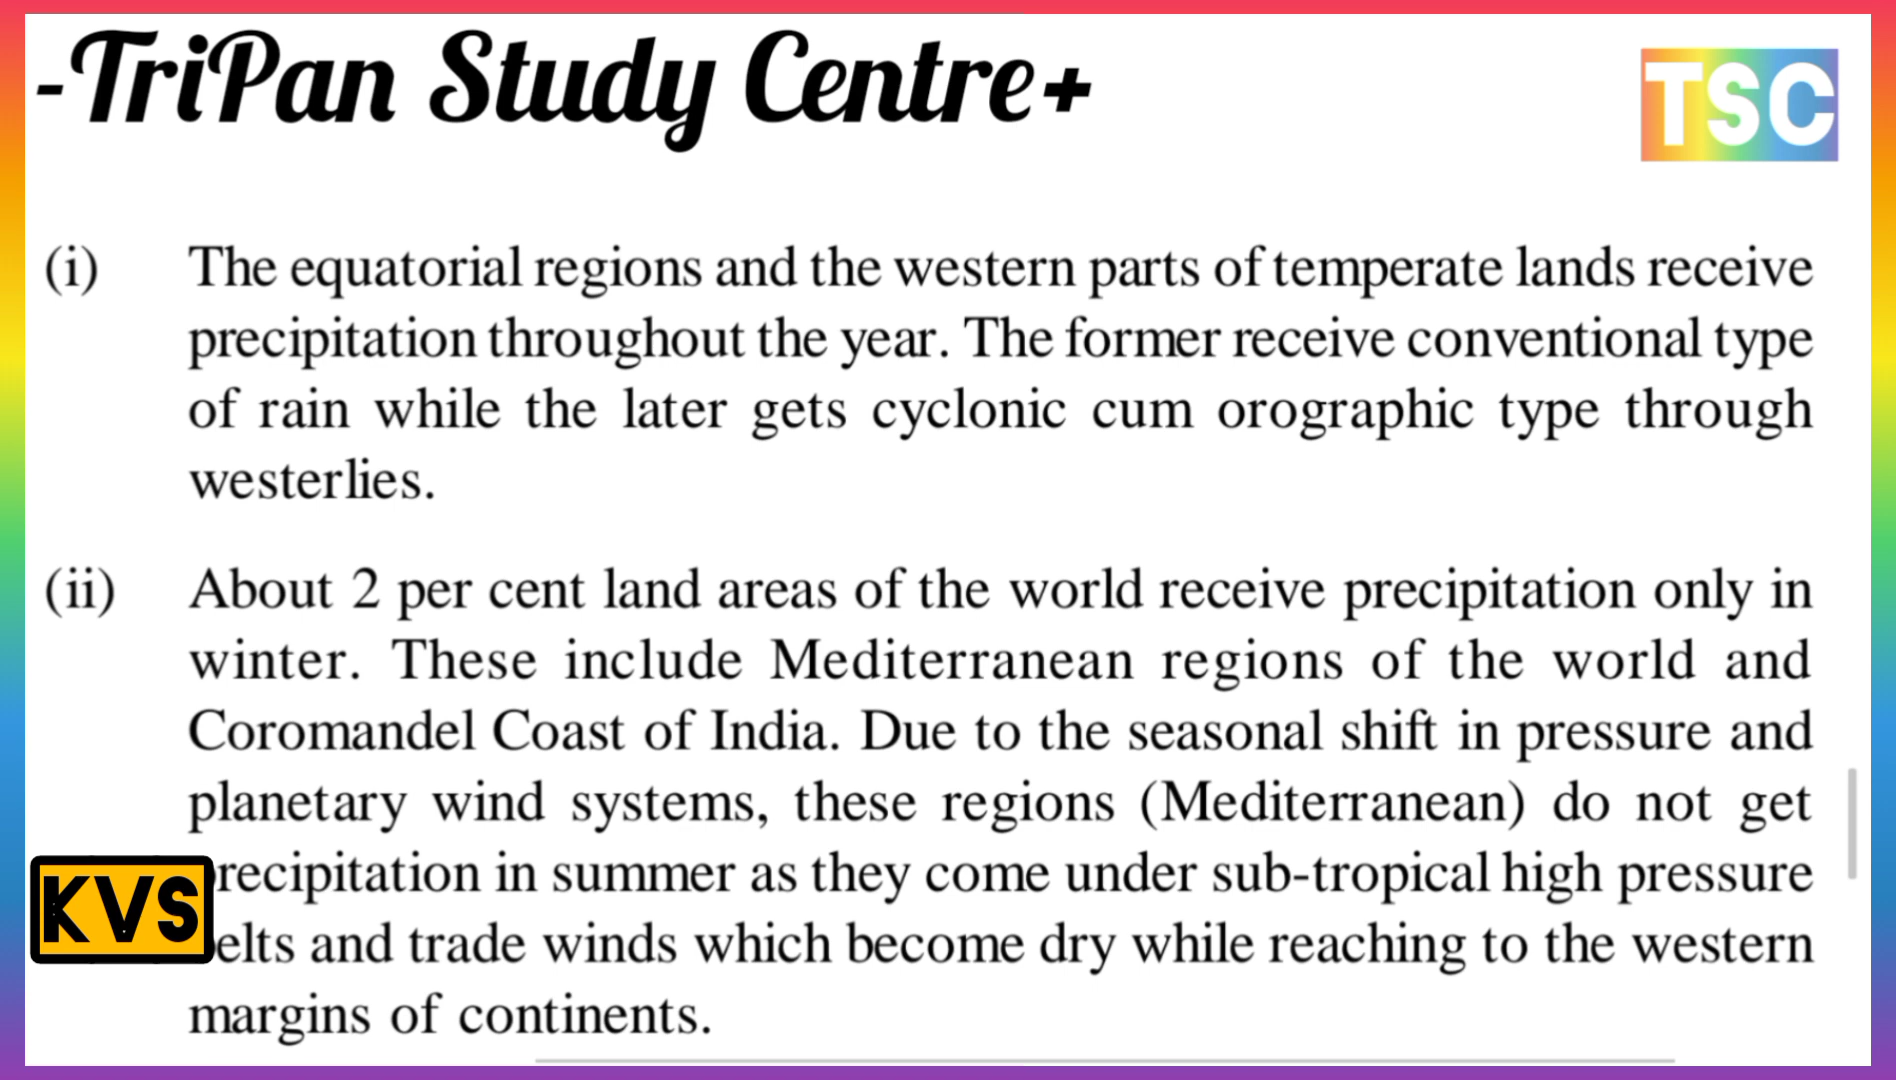 -TriPan Study Centre+
TSC
(i) The equatorial regions and the western parts of temperate lands receive
precipitation throughout the year. The former receive conventional type
of rain while the later gets cyclonic cum orographic type through
westerlies.
(ii) About 2 per cent land areas of the world receive precipitation only in
winter. These include Mediterranean regions of the world and
Coromandel Coast of India. Due to the seasonal shift in pressure and
planetary wind systems, these regions (Mediterranean) do not get
recipitation in summer as they come under sub-tropical high pressure
KVS
elts and trade winds which become dry while reaching to the western
margins of continents.